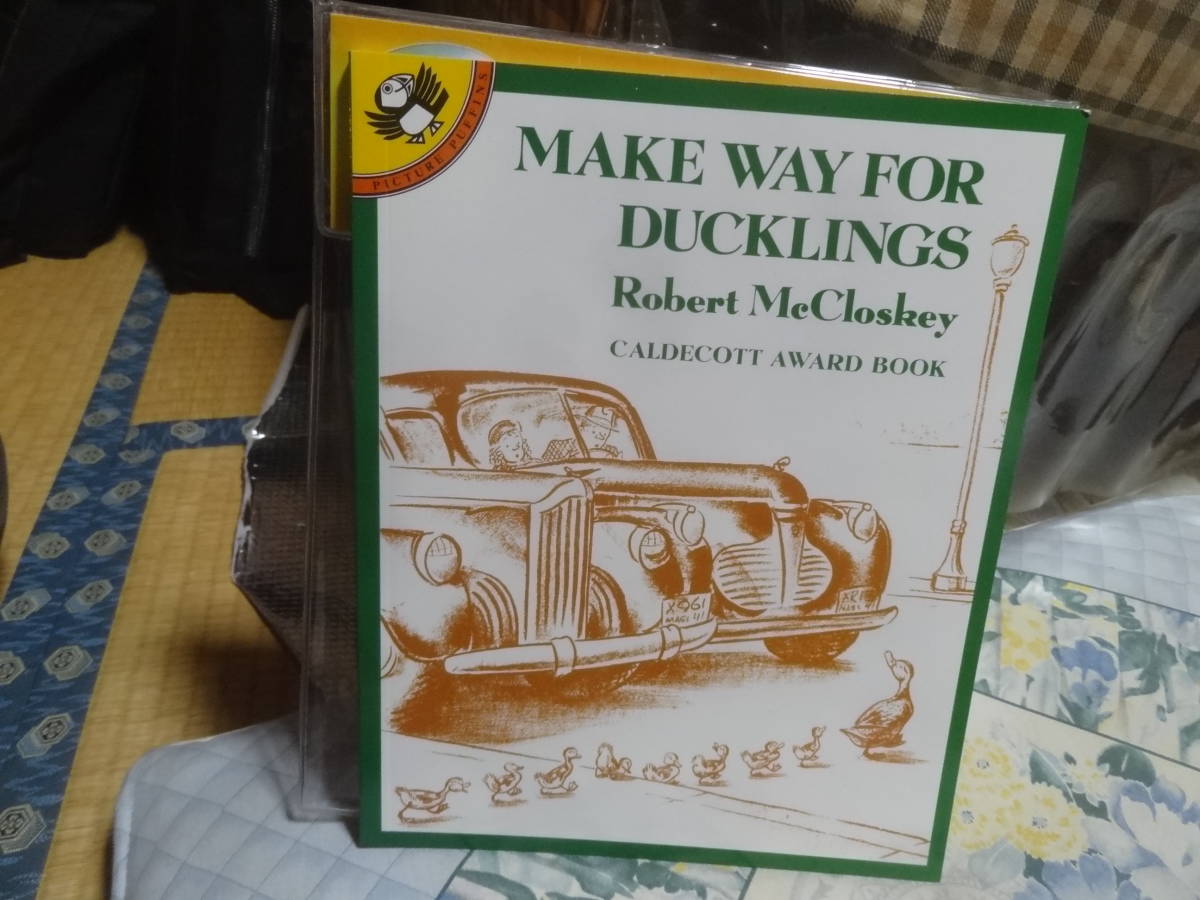 PICTURE PUFFINS
MAKE WAY FOR
DUCKLINGS
Robert McCloskey
CALDECOTT AWARD BOOK